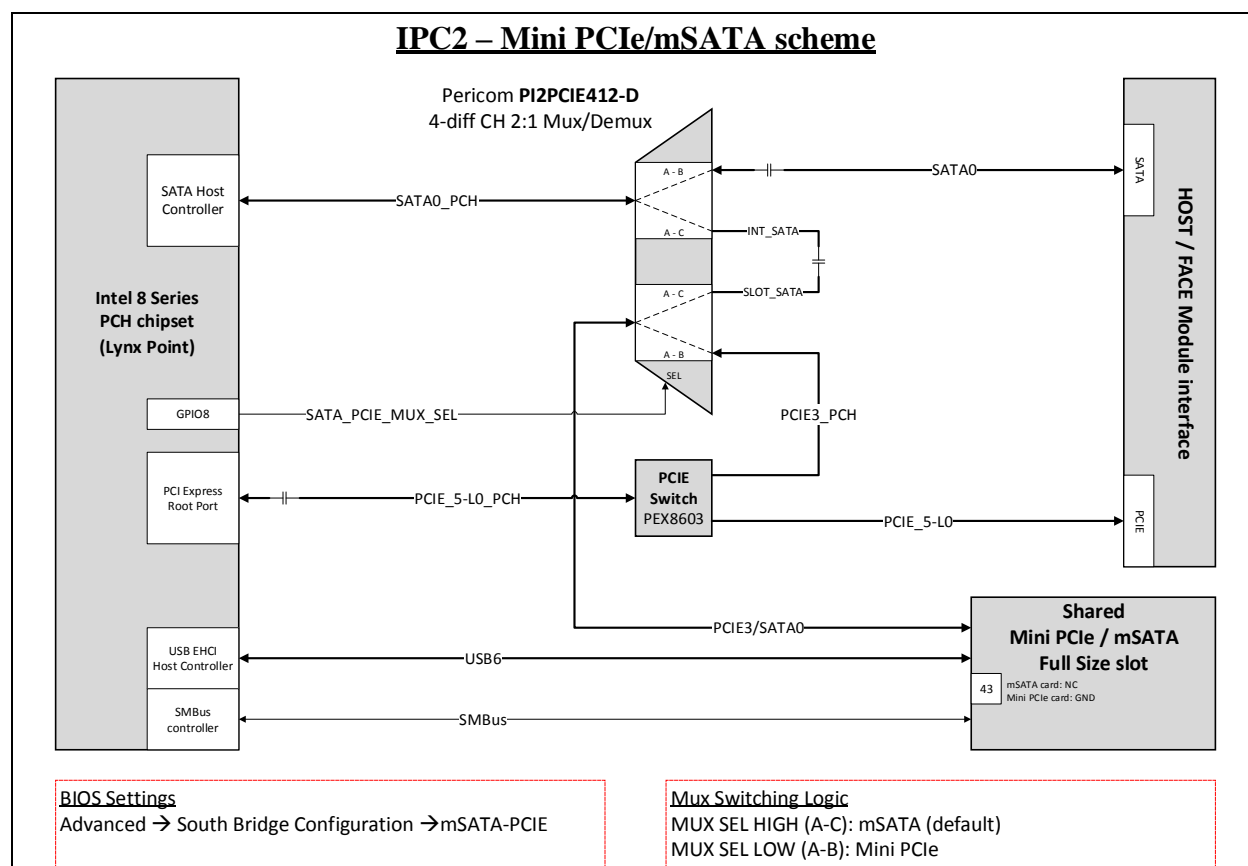 IPC2 – Mini PCIe/mSATA scheme
Pericom PI2PCIE412-D
4-diff CH 2:1 Mux/Demux
SATA Host
Controller
SATA0_PCH
A - B
SATA0
SATA
A - C
INT_SATA
HOST / FACE Module interface
Intel 8 Series
PCH chipset
(Lynx Point)
A - C
SLOT_SATA
A - B
SEL
GPIO8
SATA_PCIE_MUX_SEL
PCIE3_PCH
PCI Express
Root Port
PCIE_5-L0_PCH
PCIE
Switch
PEX8603
PCIE_5-L0
PCIE
Shared
Mini PCIe / mSATA
Full Size slot
PCIE3/SATA0
USB EHCI
Host Controller
USB6
43
mSATA card: NC
Mini PCIe card: GND
SMBus
controller
SMBus
BIOS Settings
Advanced → South Bridge Configuration →mSATA-PCIE
Mux Switching Logic
MUX SEL HIGH (A-C): mSATA (default)
MUX SEL LOW (A-B): Mini PCIe